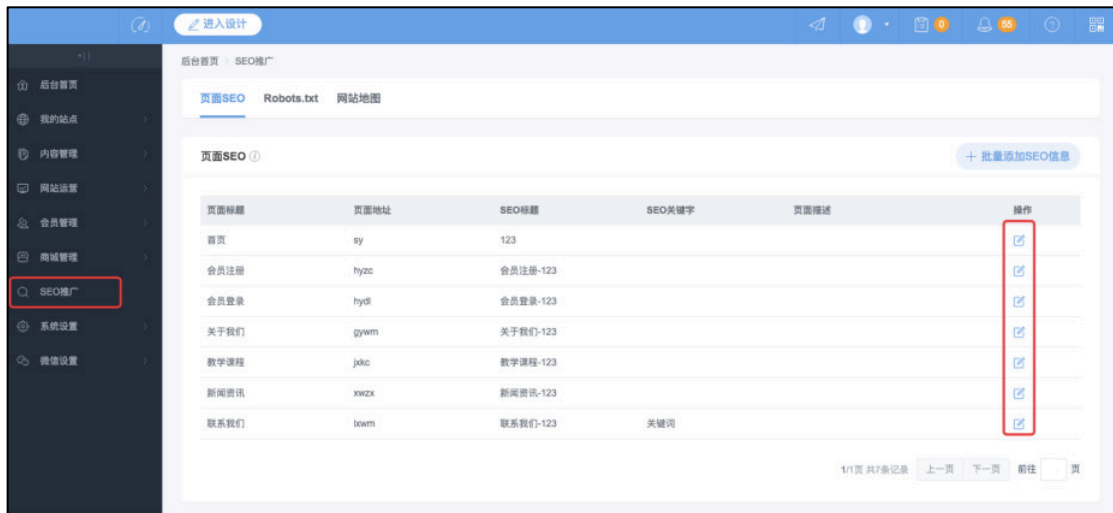 进入设计
0
55
后台首页 > SEO推广
后台首页
我的站点
内容管理
网站运营
会员管理
商城管理
SEO推广
系统设置
微信设置
页面SEO Robots.txt 网站地图
页面SEO
+ 批量添加SEO信息
页面标题 页面地址 SEO标题 SEO关键字 页面描述 操作
首页 sy 123
会员注册 hyzc 会员注册-123
会员登录 hydl 会员登录-123
关于我们 gywm 关于我们-123
教学课程 jxkc 教学课程-123
新闻资讯 xwzx 新闻资讯-123
联系我们 lxwm 联系我们-123 关键词
1/1页 共7条记录 上一页 下一页 前往 页